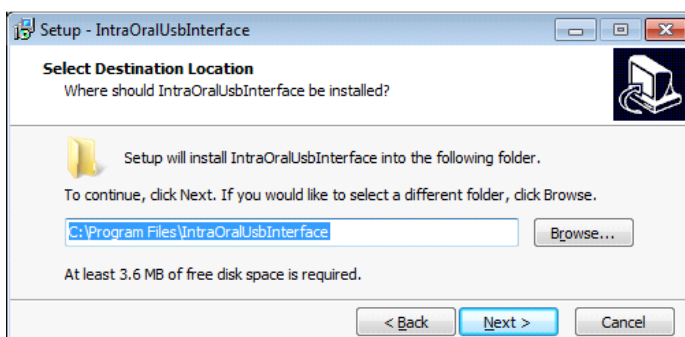 Setup - IntraOralUsbInterface
Select Destination Location
Where should IntraOralUsbInterface be installed?
Setup will install IntraOralUsbInterface into the following folder.
To continue, click Next. If you would like to select a different folder, click Browse.
C:\Program Files\IntraOralUsbInterface
Browse...
At least 3.6 MB of free disk space is required.
< Back
Next >
Cancel